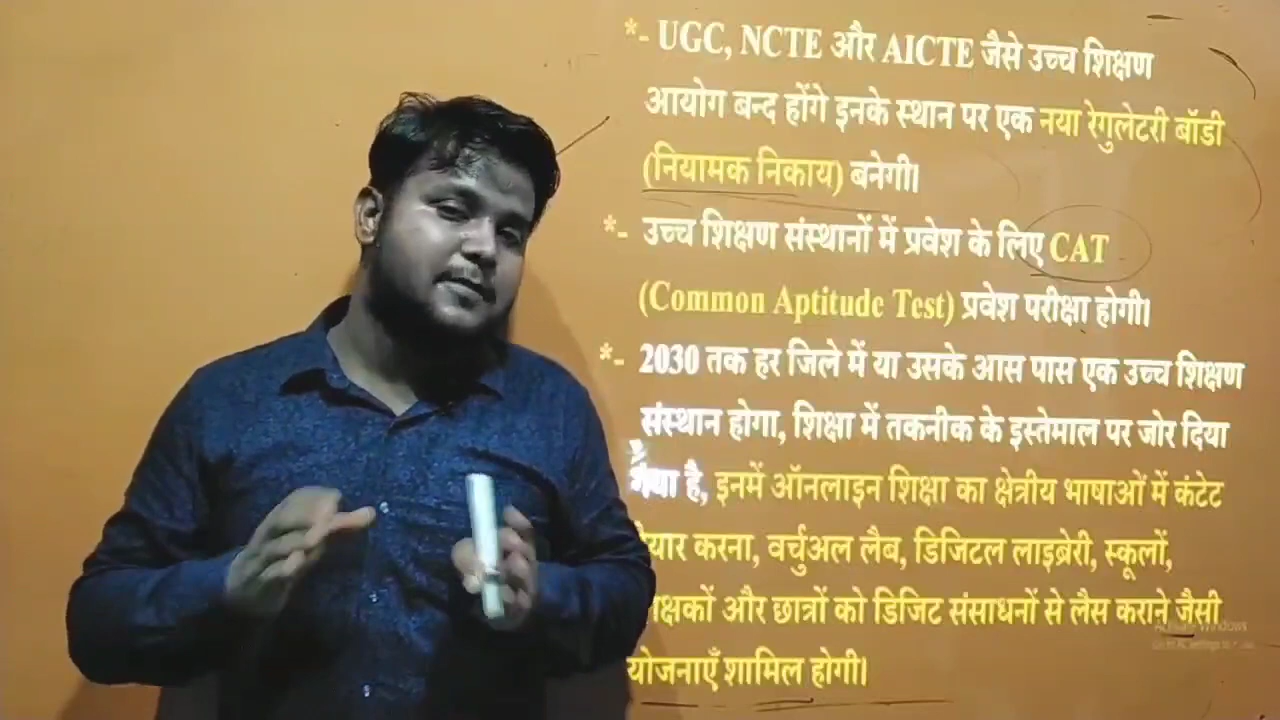 *- UGC, NCTE और AICTE जैसे उच्च शिक्षण
आयोग बन्द होंगे इनके स्थान पर एक नया रेगुलेटरी बॉडी
(नियामक निकाय) बनेगी।
*- उच्च शिक्षण संस्थानों में प्रवेश के लिए CAT
(Common Aptitude Test) प्रवेश परीक्षा होगी।
*- 2030 तक हर जिले में या उसके आस पास एक उच्च शिक्षण
संस्थान होगा, शिक्षा में तकनीक के इस्तेमाल पर जोर दिया
है, इनमें ऑनलाइन शिक्षा का क्षेत्रीय भाषाओं में कंटेट
करना, वर्चुअल लैब, डिजिटल लाइब्रेरी, स्कूलों,
और छात्रों को डिजिट संसाधनों से लैस कराने जैसी
योजनाएँ शामिल होगी।